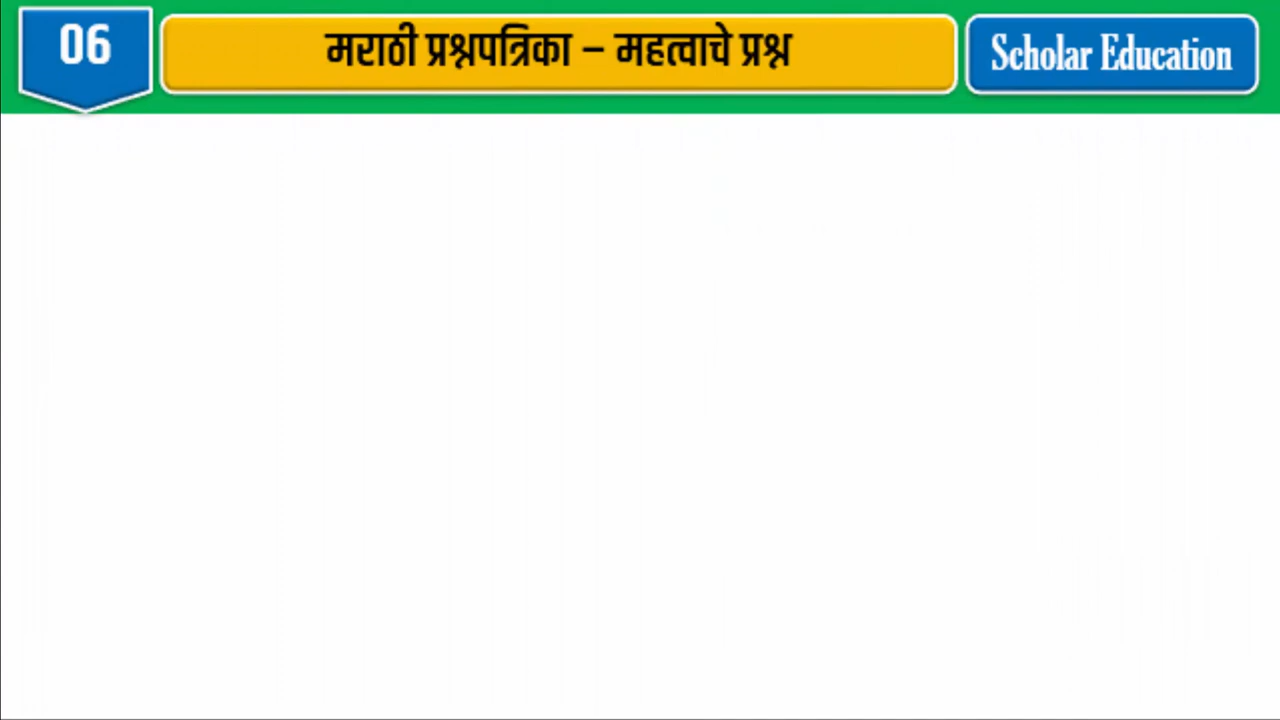 06
मराठी प्रश्नपत्रिका – महत्वाचे प्रश्न
Scholar Education